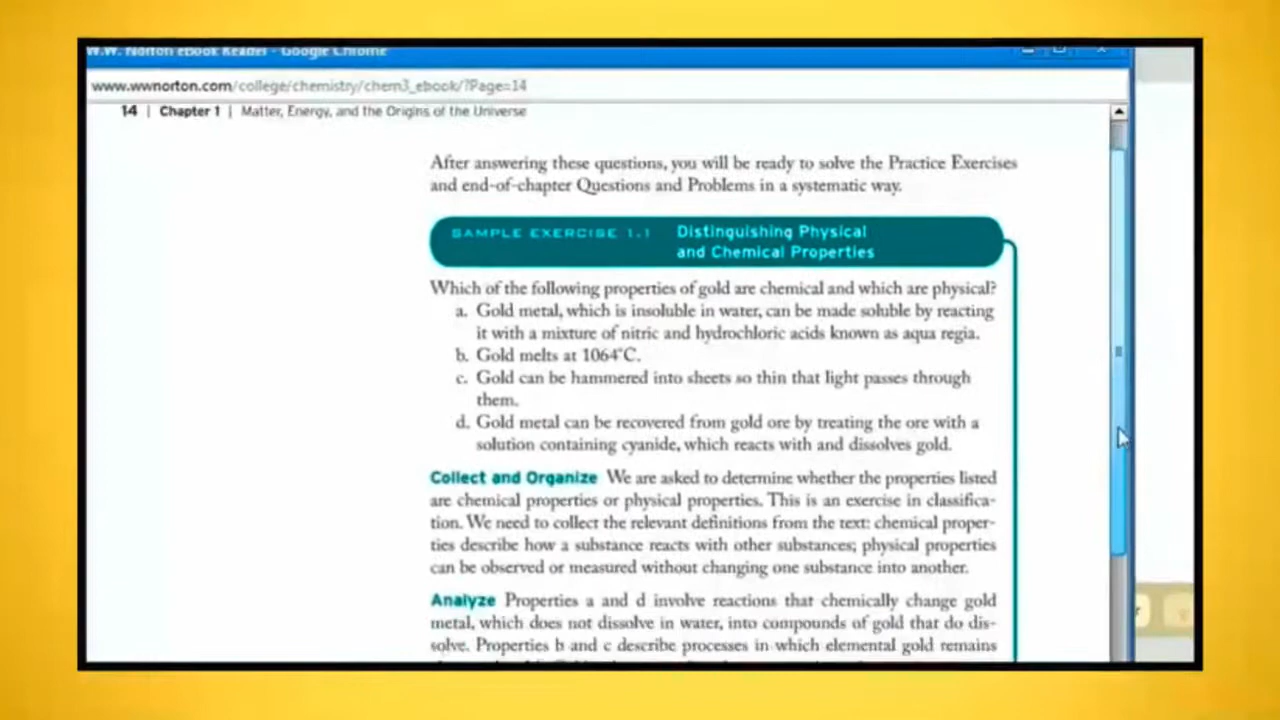 W.W. Norton eBook Reader - Google Chrome
www.wwnorton.com/college/chemistry/chem3_ebook/?Page=14
14 | Chapter 1 | Matter, Energy, and the Origins of the Universe
After answering these questions, you will be ready to solve the Practice Exercises
and end-of-chapter Questions and Problems in a systematic way.
SAMPLE EXERCISE 1.1 Distinguishing Physical
and Chemical Properties
Which of the following properties of gold are chemical and which are physical?
a. Gold metal, which is insoluble in water, can be made soluble by reacting
it with a mixture of nitric and hydrochloric acids known as aqua regia.
b. Gold melts at 1064°C.
c. Gold can be hammered into sheets so thin that light passes through
them.
d. Gold metal can be recovered from gold ore by treating the ore with a
solution containing cyanide, which reacts with and dissolves gold.
Collect and Organize We are asked to determine whether the properties listed
are chemical properties or physical properties. This is an exercise in classifica-
tion. We need to collect the relevant definitions from the text: chemical proper-
ties describe how a substance reacts with other substances; physical properties
can be observed or measured without changing one substance into another.
Analyze Properties a and d involve reactions that chemically change gold
metal, which does not dissolve in water, into compounds of gold that do dis-
solve. Properties b and c describe processes in which elemental gold remains